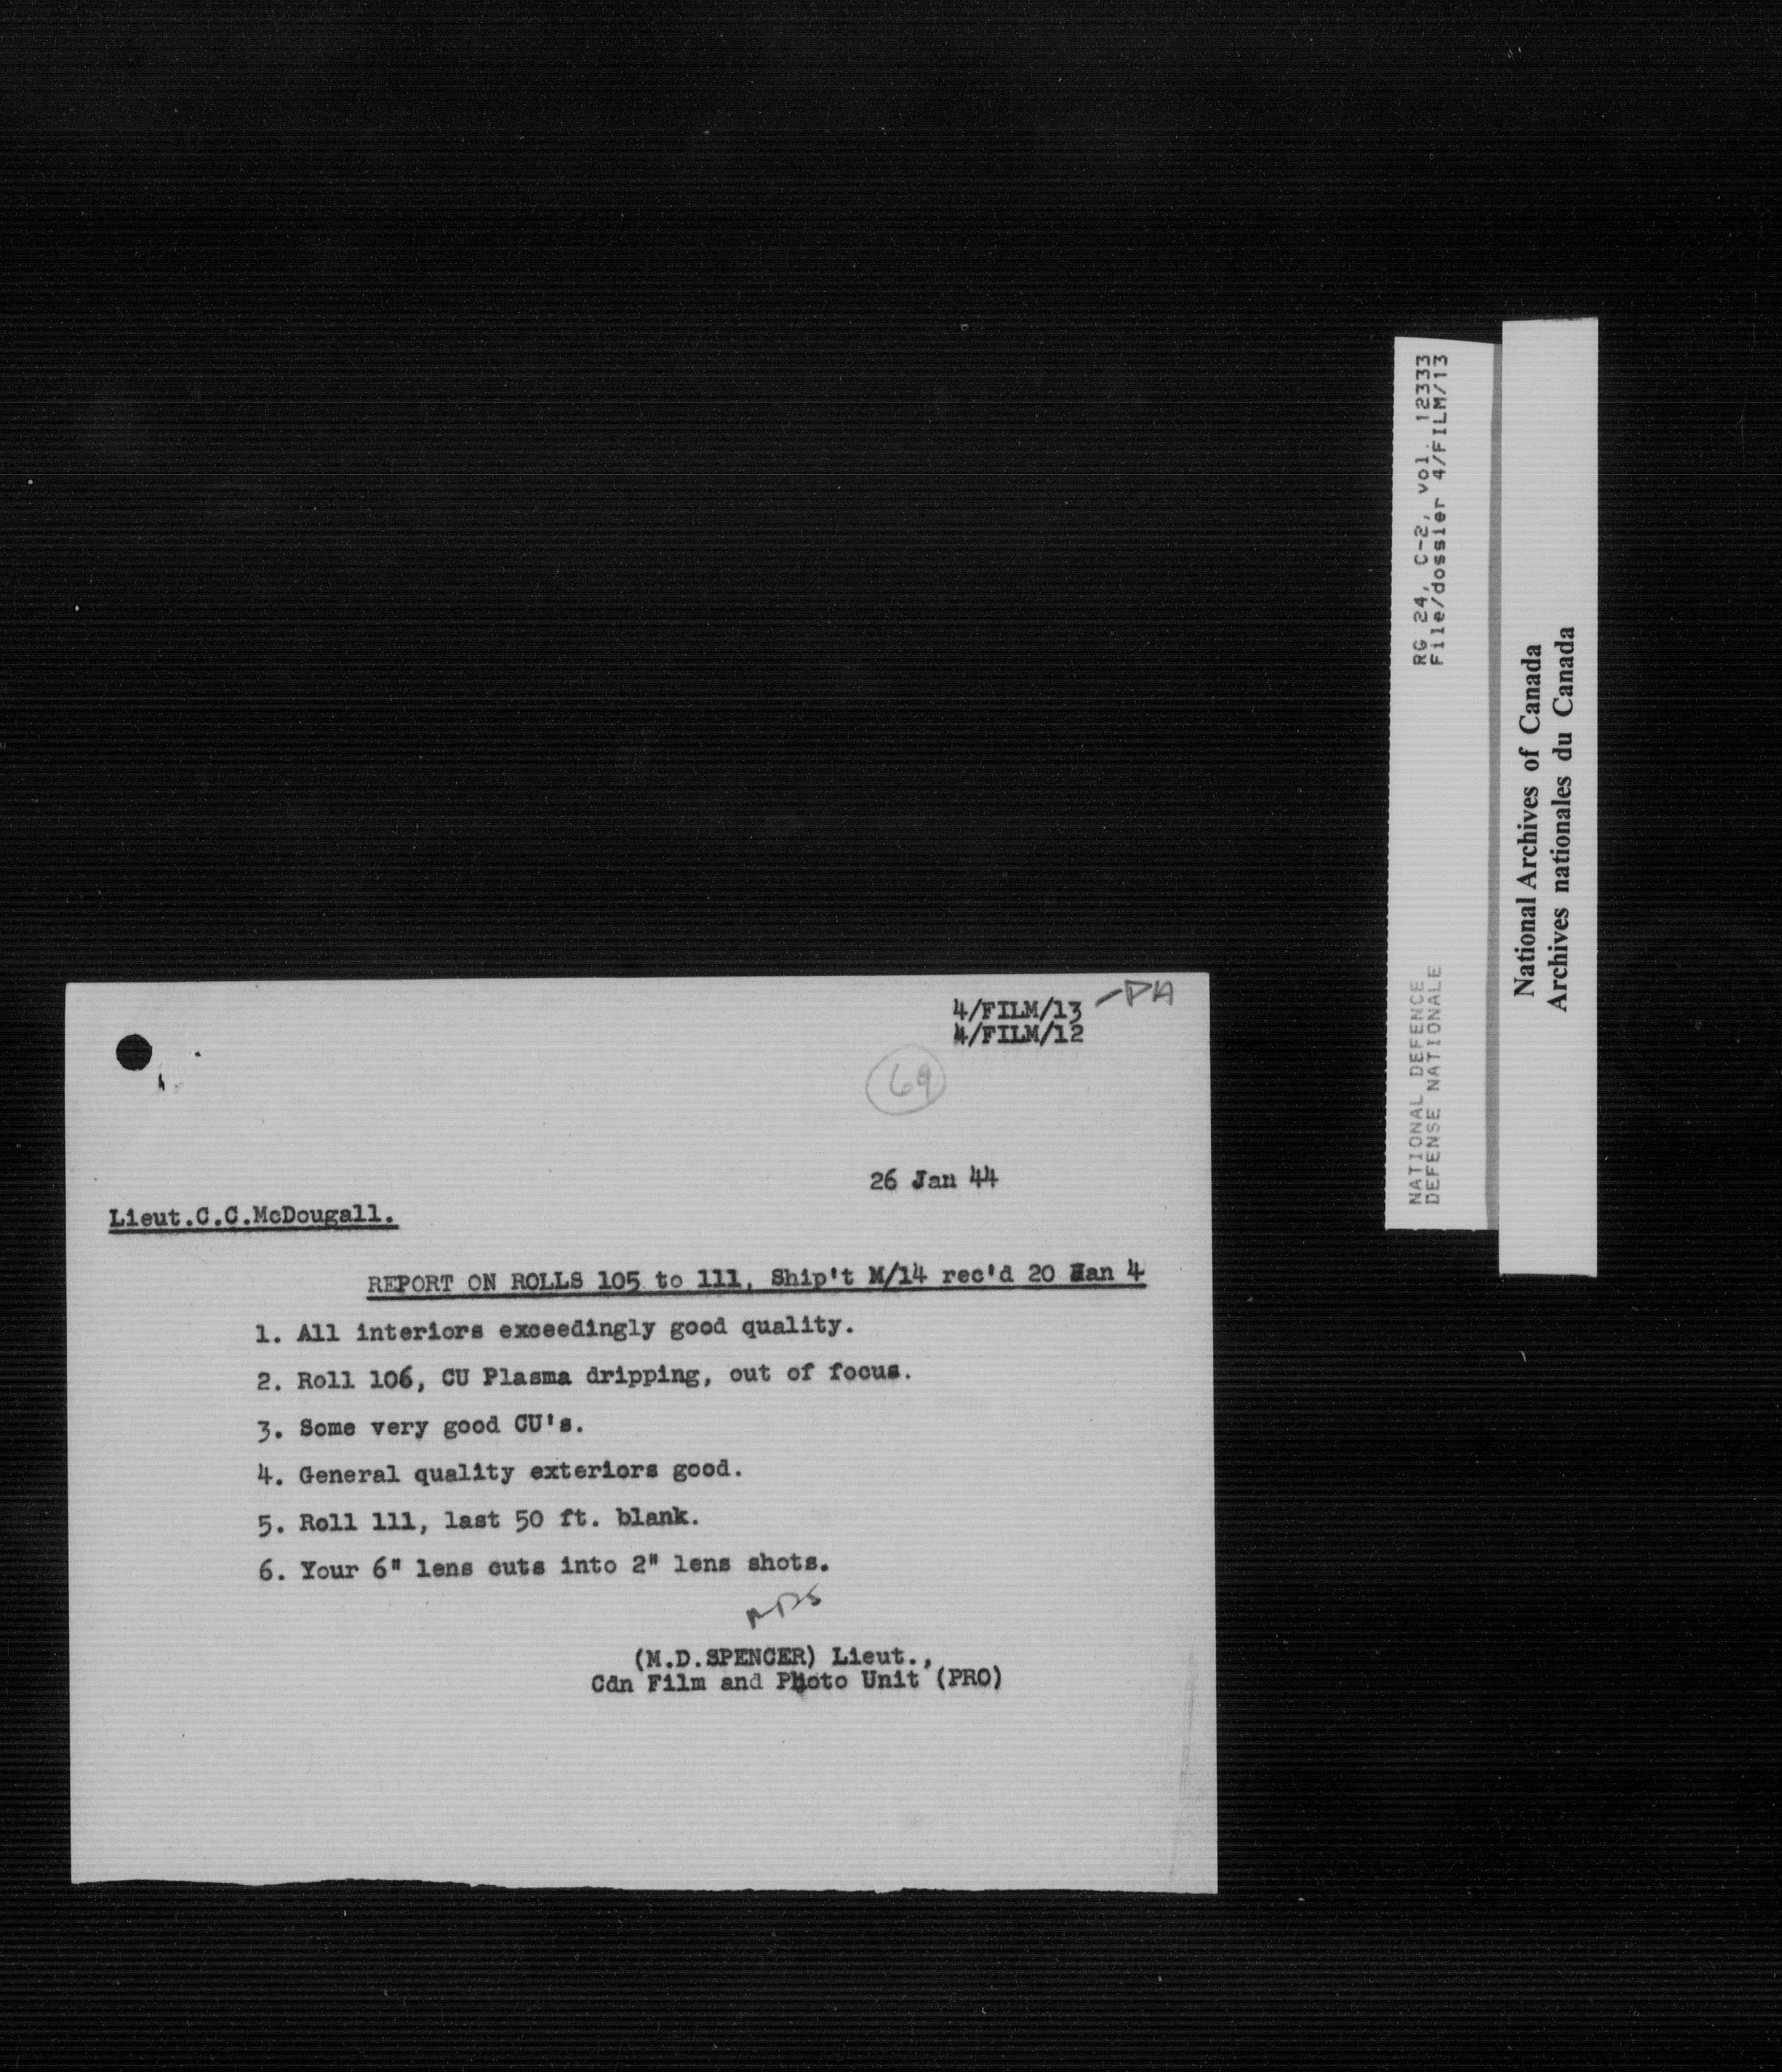 4/FILM/13 — PA
4/FILM/12
69
26 Jan 44
Lieut.C.C.McDougall.
REPORT ON ROLLS 105 to 111, Ship't M/14 rec'd 20 Jan 4
1. All interiors exceedingly good quality.
2. Roll 106, CU Plasma dripping, out of focus.
3. Some very good CU's.
4. General quality exteriors good.
5. Roll 111, last 50 ft. blank.
6. Your 6" lens cuts into 2" lens shots.
MDS
(M.D.SPENCER) Lieut.,
Cdn Film and Photo Unit (PRO)
RG 24, C-2, vol. 12333
File/dossier 4/FILM/13
NATIONAL DEFENCE
DEFENSE NATIONALE
National Archives of Canada
Archives nationales du Canada